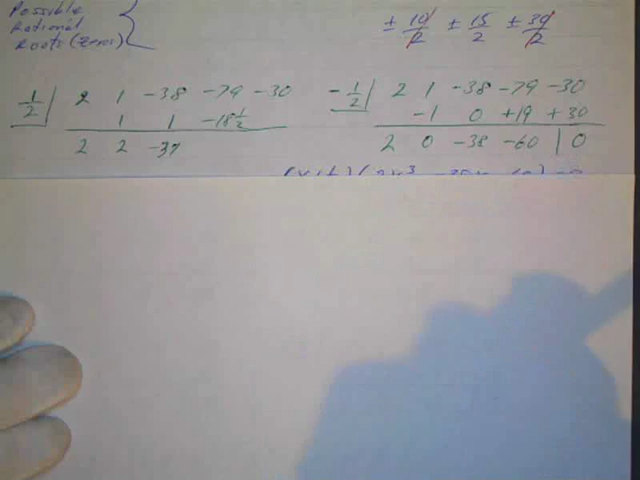 Possible
Rational
Roots (Zeros)
± 10/2 ± 15/2 ± 30/2
1/2 | 2 1 -38 -79 -30
1 1 -18 1/2
2 2 -37
-1/2 | 2 1 -38 -79 -30
-1 0 +19 +30
2 0 -38 -60 | 0